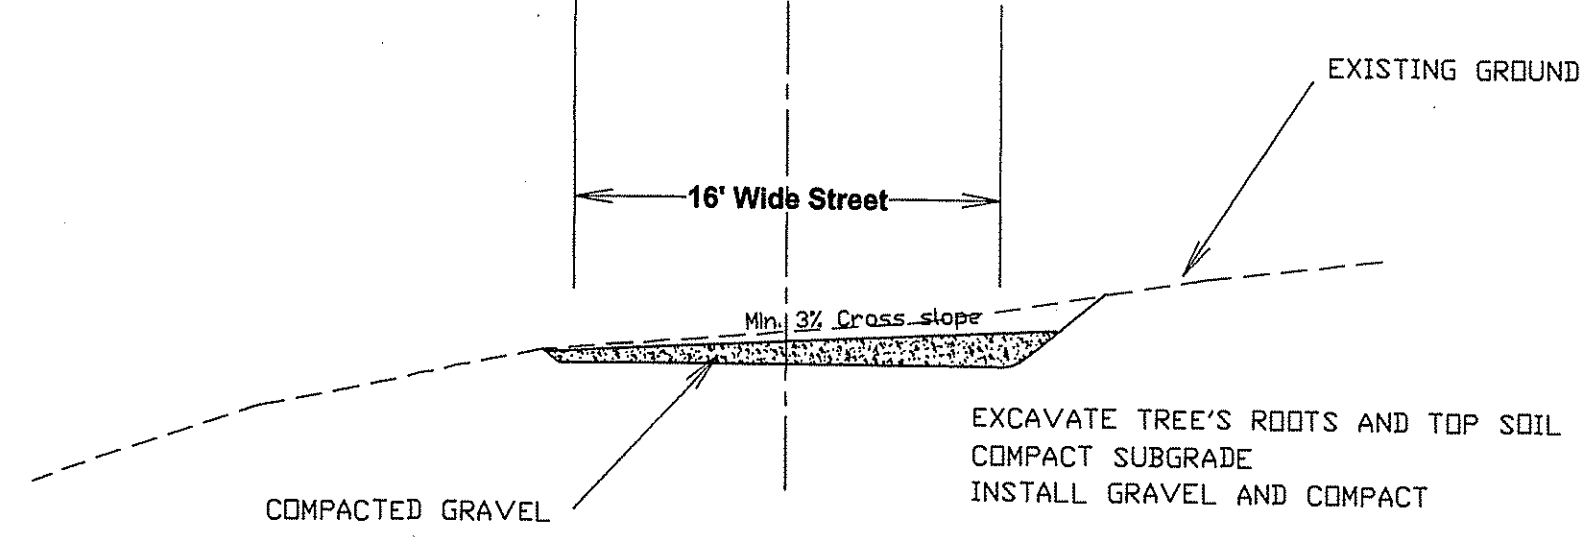 EXISTING GROUND
16' Wide Street
Min. 3% Cross slope
EXCAVATE TREE'S ROOTS AND TOP SOIL
COMPACT SUBGRADE
INSTALL GRAVEL AND COMPACT
COMPACTED GRAVEL